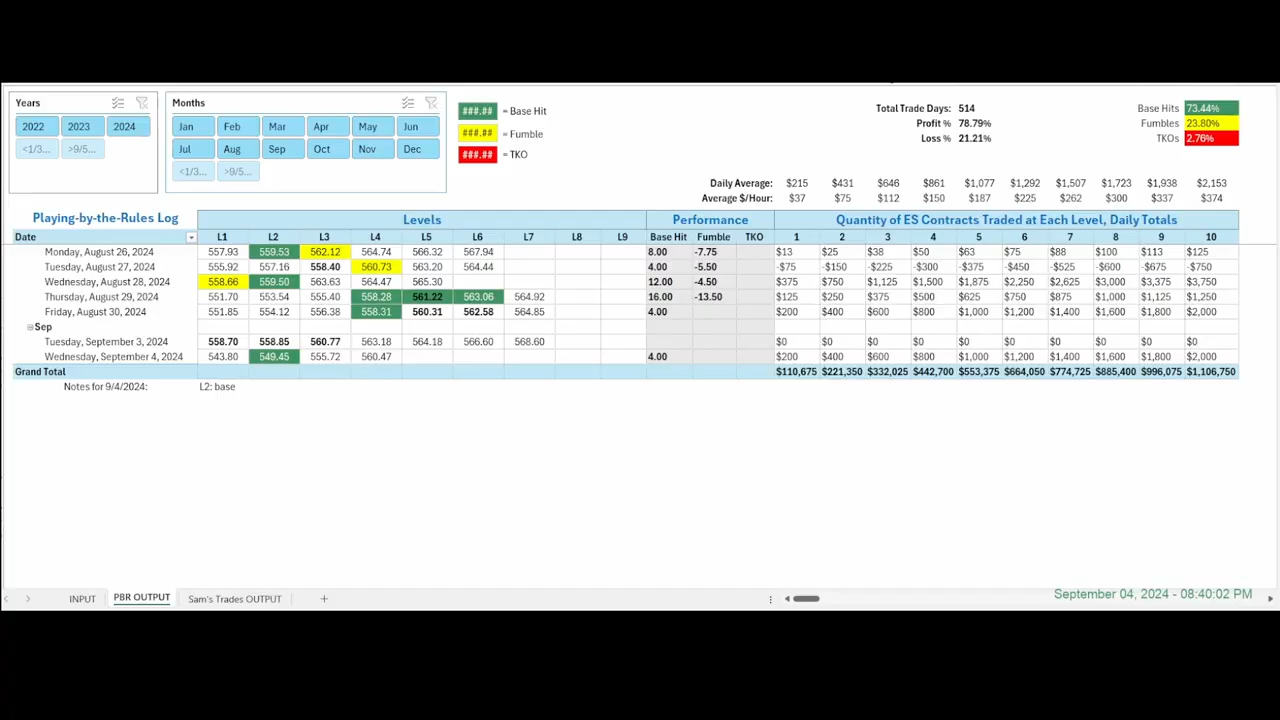 Years
Months
2022 2023 2024
<1/3... >9/5...
Jan Feb Mar Apr May Jun
Jul Aug Sep Oct Nov Dec
<1/3... >9/5...
###.## = Base Hit
###.## = Fumble
###.## = TKO
Total Trade Days: 514
Profit % 78.79%
Loss % 21.21%
Base Hits 73.44%
Fumbles 23.80%
TKOs 2.76%
Daily Average: $215 $431 $646 $861 $1,077 $1,292 $1,507 $1,723 $1,938 $2,153
Average $/Hour: $37 $75 $112 $150 $187 $225 $262 $300 $337 $374
Playing-by-the-Rules Log Levels Performance Quantity of ES Contracts Traded at Each Level, Daily Totals
Date L1 L2 L3 L4 L5 L6 L7 L8 L9 Base Hit Fumble TKO 1 2 3 4 5 6 7 8 9 10
Monday, August 26, 2024 557.93 559.53 562.12 564.74 566.32 567.94 8.00 -7.75 $13 $25 $38 $50 $63 $75 $88 $100 $113 $125
Tuesday, August 27, 2024 555.92 557.16 558.40 560.73 563.20 564.44 4.00 -5.50 -$75 -$150 -$225 -$300 -$375 -$450 -$525 -$600 -$675 -$750
Wednesday, August 28, 2024 558.66 559.50 563.63 564.47 565.30 12.00 -4.50 $375 $750 $1,125 $1,500 $1,875 $2,250 $2,625 $3,000 $3,375 $3,750
Thursday, August 29, 2024 551.70 553.54 555.40 558.28 561.22 563.06 564.92 16.00 -13.50 $125 $250 $375 $500 $625 $750 $875 $1,000 $1,125 $1,250
Friday, August 30, 2024 551.85 554.12 556.38 558.31 560.31 562.58 564.85 4.00 $200 $400 $600 $800 $1,000 $1,200 $1,400 $1,600 $1,800 $2,000
Sep
Tuesday, September 3, 2024 558.70 558.85 560.77 563.18 564.18 566.60 568.60 $0 $0 $0 $0 $0 $0 $0 $0 $0 $0
Wednesday, September 4, 2024 543.80 549.45 555.72 560.47 4.00 $200 $400 $600 $800 $1,000 $1,200 $1,400 $1,600 $1,800 $2,000
Grand Total $110,675 $221,350 $332,025 $442,700 $553,375 $664,050 $774,725 $885,400 $996,075 $1,106,750
Notes for 9/4/2024: L2: base
INPUT PBR OUTPUT Sam's Trades OUTPUT +
September 04, 2024 - 08:40:02 PM